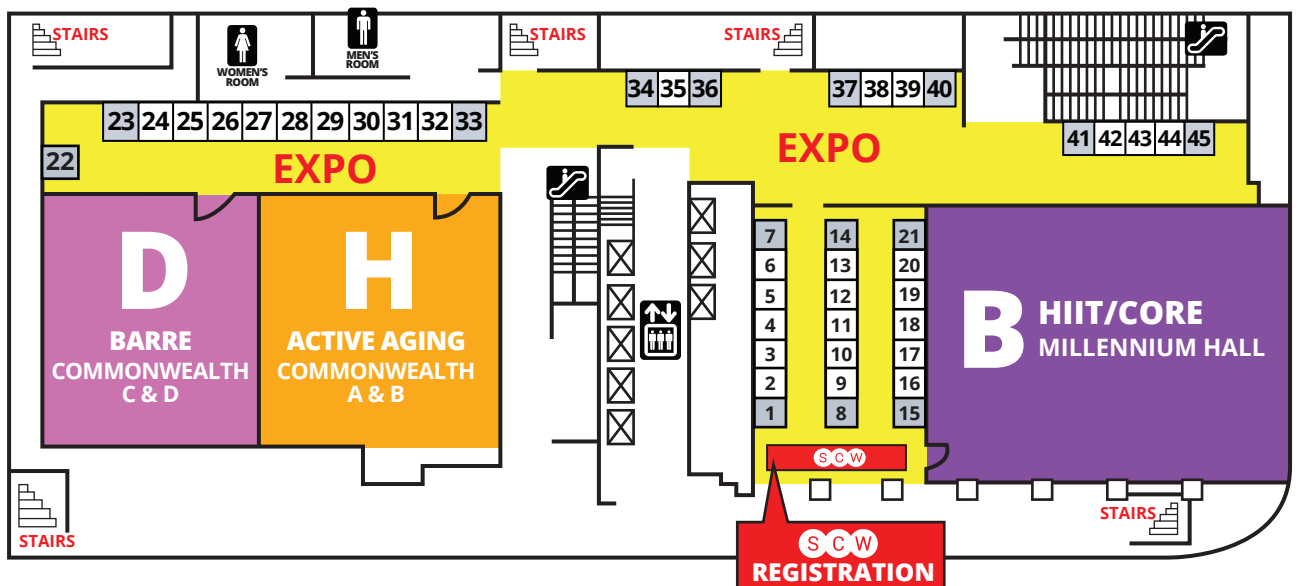 STAIRS
WOMEN'S
ROOM
MEN'S
ROOM
STAIRS
STAIRS
34 35 36
37 38 39 40
23 24 25 26 27 28 29 30 31 32 33
41 42 43 44 45
22
EXPO
EXPO
D
BARRE
COMMONWEALTH
C & D
H
ACTIVE AGING
COMMONWEALTH
A & B
7 14 21
6 13 20
5 12 19
4 11 18
3 10 17
2 9 16
1 8 15
B
HIIT/CORE
MILLENNIUM HALL
SCW
STAIRS
STAIRS
SCW
REGISTRATION